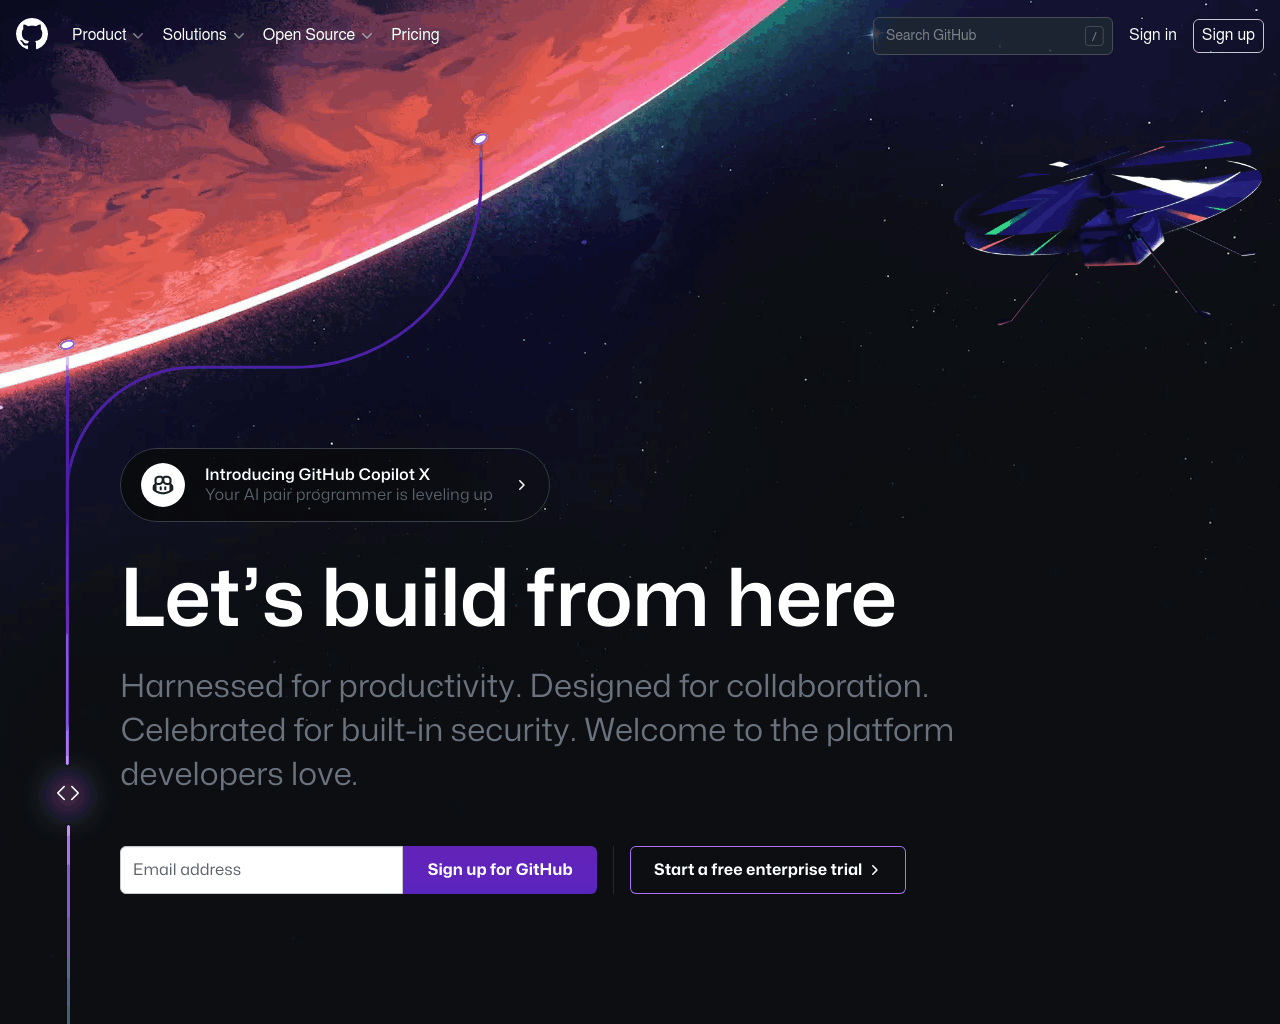 Product
Solutions
Open Source
Pricing
Search GitHub
/
Sign in
Sign up
Introducing GitHub Copilot X
Your AI pair programmer is leveling up
Let’s build from here
Harnessed for productivity. Designed for collaboration.
Celebrated for built-in security. Welcome to the platform
developers love.
Email address
Sign up for GitHub
Start a free enterprise trial